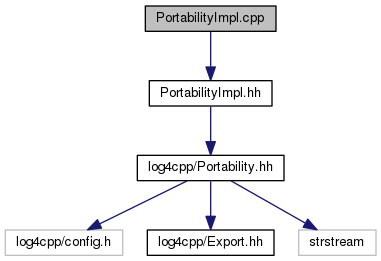 PortabilityImpl.cpp
PortabilityImpl.hh
log4cpp/Portability.hh
log4cpp/config.h
log4cpp/Export.hh
strstream